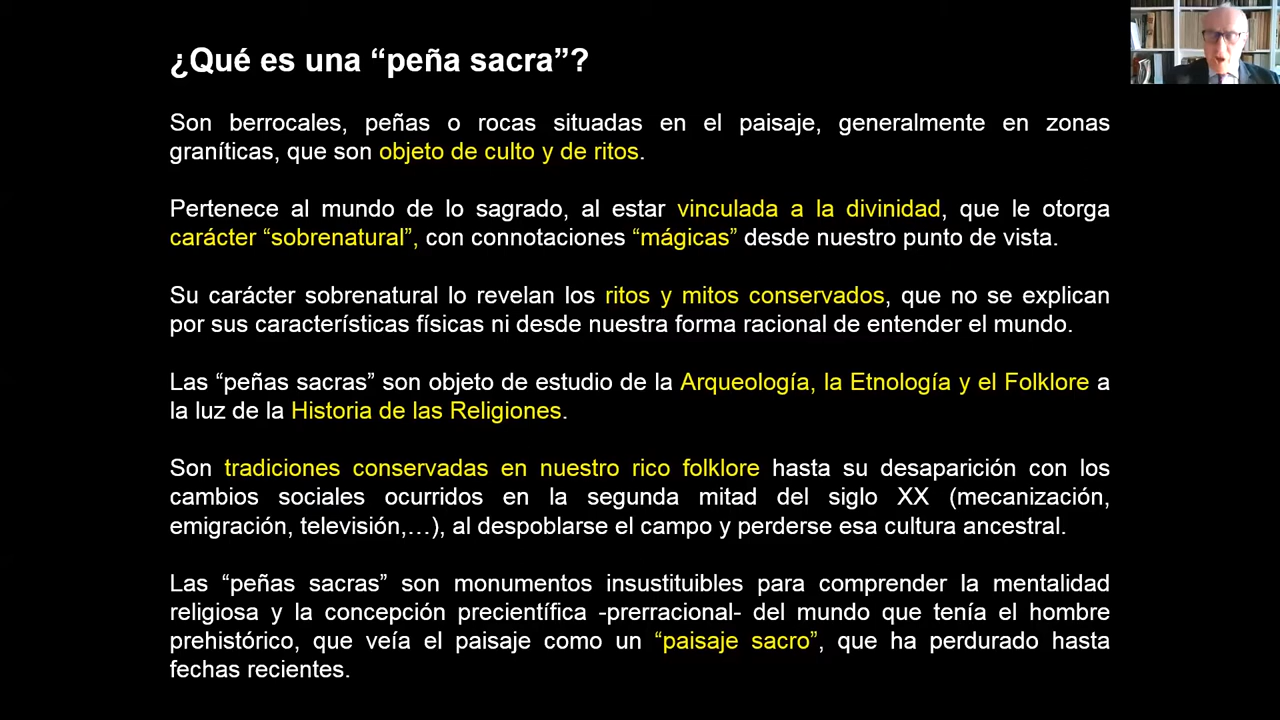 ¿Qué es una “peña sacra”?
Son berrocales, peñas o rocas situadas en el paisaje, generalmente en zonas
graníticas, que son objeto de culto y de ritos.
Pertenece al mundo de lo sagrado, al estar vinculada a la divinidad, que le otorga
carácter “sobrenatural”, con connotaciones “mágicas” desde nuestro punto de vista.
Su carácter sobrenatural lo revelan los ritos y mitos conservados, que no se explican
por sus características físicas ni desde nuestra forma racional de entender el mundo.
Las “peñas sacras” son objeto de estudio de la Arqueología, la Etnología y el Folklore a
la luz de la Historia de las Religiones.
Son tradiciones conservadas en nuestro rico folklore hasta su desaparición con los
cambios sociales ocurridos en la segunda mitad del siglo XX (mecanización,
emigración, televisión,…), al despoblarse el campo y perderse esa cultura ancestral.
Las “peñas sacras” son monumentos insustituibles para comprender la mentalidad
religiosa y la concepción precientífica -prerracional- del mundo que tenía el hombre
prehistórico, que veía el paisaje como un “paisaje sacro”, que ha perdurado hasta
fechas recientes.